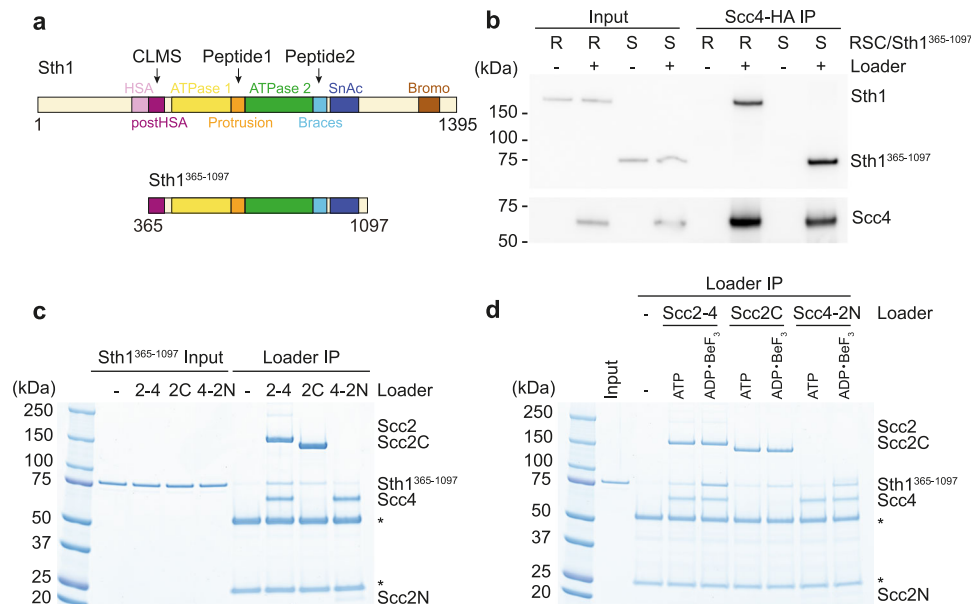 a
CLMS Peptide1 Peptide2
Sth1
HSA ATPase 1 ATPase 2 SnAc Bromo
1 postHSA Protrusion Braces 1395
Sth1³⁶⁵⁻¹⁰⁹⁷
365 1097
b
Input Scc4-HA IP
R R S S R R S S RSC/Sth1³⁶⁵⁻¹⁰⁹⁷
(kDa) - + - + - + - + Loader
150 - Sth1
100 -
75 - Sth1³⁶⁵⁻¹⁰⁹⁷
75 - Scc4
50 -
c
Sth1³⁶⁵⁻¹⁰⁹⁷ Input Loader IP
(kDa) - 2-4 2C 4-2N - 2-4 2C 4-2N Loader
250
150 Scc2
100 Scc2C
75 Sth1³⁶⁵⁻¹⁰⁹⁷
Scc4
50 *
37
25 *
20 Scc2N
d
Loader IP
- Scc2-4 Scc2C Scc4-2N Loader
(kDa) Input - ATP ADP•BeF₃ ATP ADP•BeF₃ ATP ADP•BeF₃
250 Scc2
150 Scc2C
100
75 Sth1³⁶⁵⁻¹⁰⁹⁷
Scc4
50 *
37
25 *
20 Scc2N